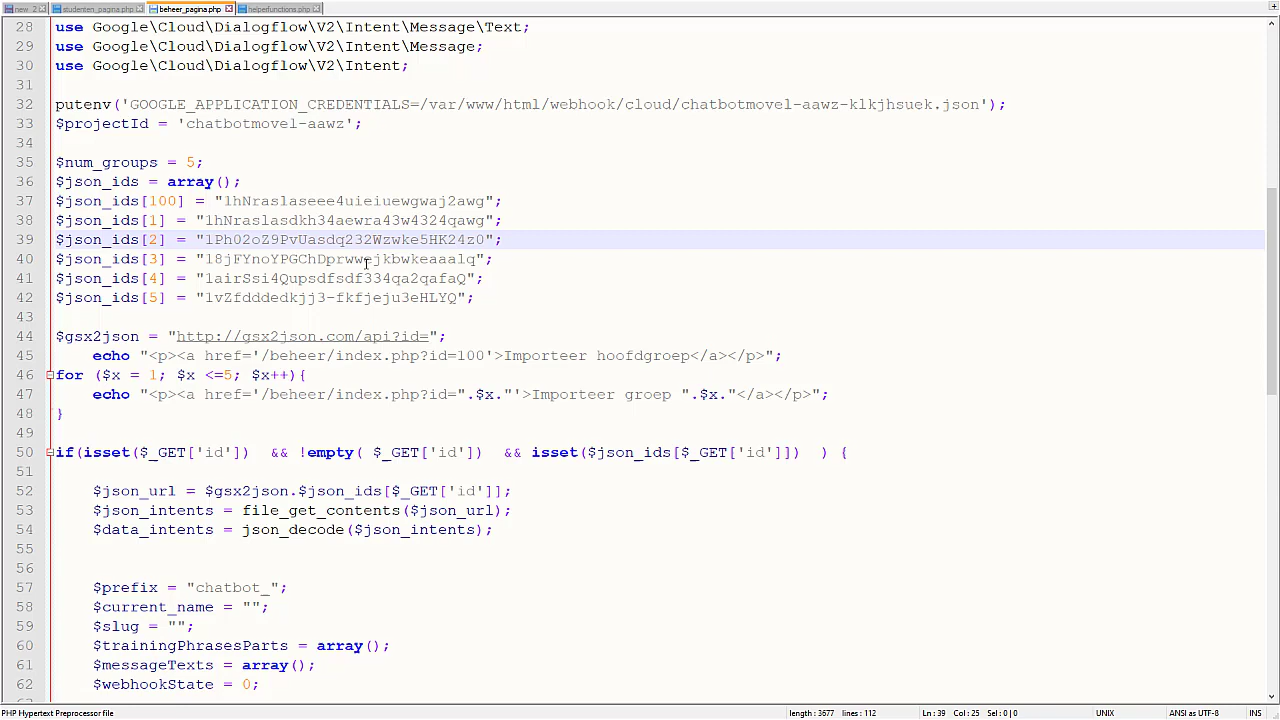 new 2 studenten_pagina.php beheer_pagina.php helperfunctions.php
28 use Google\Cloud\Dialogflow\V2\Intent\Message\Text;
29 use Google\Cloud\Dialogflow\V2\Intent\Message;
30 use Google\Cloud\Dialogflow\V2\Intent;
31
32 putenv('GOOGLE_APPLICATION_CREDENTIALS=/var/www/html/webhook/cloud/chatbotmovel-aawz-klkjhsuek.json');
33 $projectId = 'chatbotmovel-aawz';
34
35 $num_groups = 5;
36 $json_ids = array();
37 $json_ids[100] = "1hNraslaseee4uieiuewgwaj2awg";
38 $json_ids[1] = "1hNraslasdkh34aewra43w4324qawg";
39 $json_ids[2] = "1Ph02oZ9PvUasdq232Wzwke5HK24z0";
40 $json_ids[3] = "18jFYnoYPGChDprwwejkbwkeaaalq";
41 $json_ids[4] = "1airSsi4Qupsdfsdf334qa2qafaQ";
42 $json_ids[5] = "1vZfdddedkjj3-fkfjeju3eHLYQ";
43
44 $gsx2json = "http://gsx2json.com/api?id=";
45 echo "<p><a href='/beheer/index.php?id=100'>Importeer hoofdgroep</a></p>";
46 for ($x = 1; $x <=5; $x++){
47 echo "<p><a href='/beheer/index.php?id=".$x."'>Importeer groep ".$x."</a></p>";
48 }
49
50 if(isset($_GET['id']) && !empty( $_GET['id']) && isset($json_ids[$_GET['id']]) ) {
51
52 $json_url = $gsx2json.$json_ids[$_GET['id']];
53 $json_intents = file_get_contents($json_url);
54 $data_intents = json_decode($json_intents);
55
56
57 $prefix = "chatbot_";
58 $current_name = "";
59 $slug = "";
60 $trainingPhrasesParts = array();
61 $messageTexts = array();
62 $webhookState = 0;
PHP Hypertext Preprocessor file length : 3677 lines : 112 Ln : 39 Col : 25 Sel : 0 | 0 UNIX ANSI as UTF-8 INS